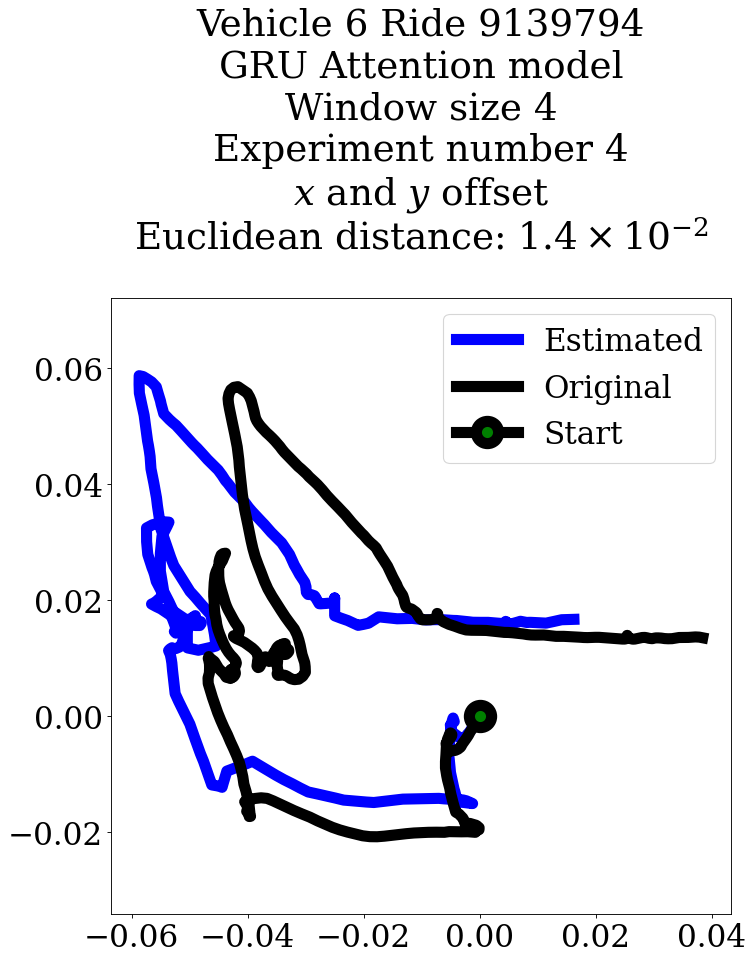 Vehicle 6 Ride 9139794
GRU Attention model
Window size 4
Experiment number 4
x and y offset
Euclidean distance: 1.4 × 10⁻²
Estimated
Original
Start
0.06
0.04
0.02
0.00
−0.02
−0.06 −0.04 −0.02 0.00 0.02 0.04